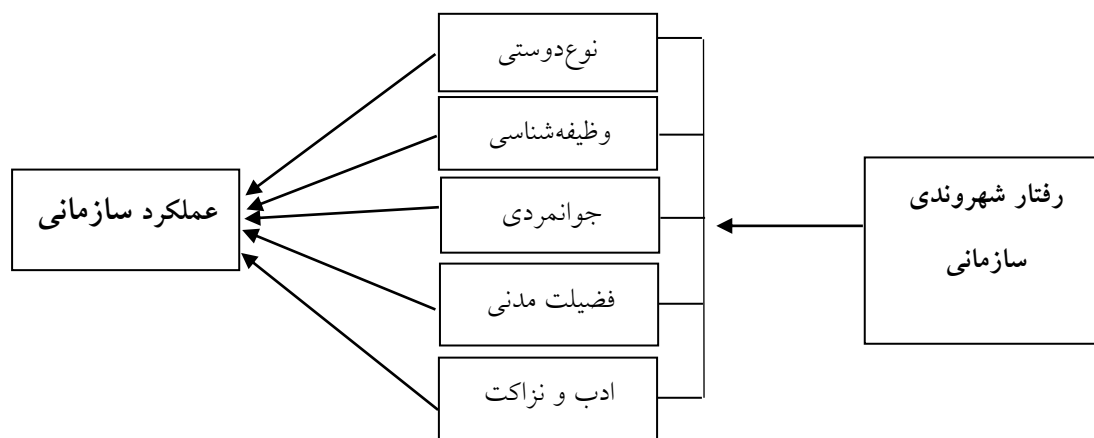 رفتار شهروندی
سازمانی
نوع‌دوستی
وظیفه‌شناسی
جوانمردی
فضیلت مدنی
ادب و نزاکت
عملکرد سازمانی